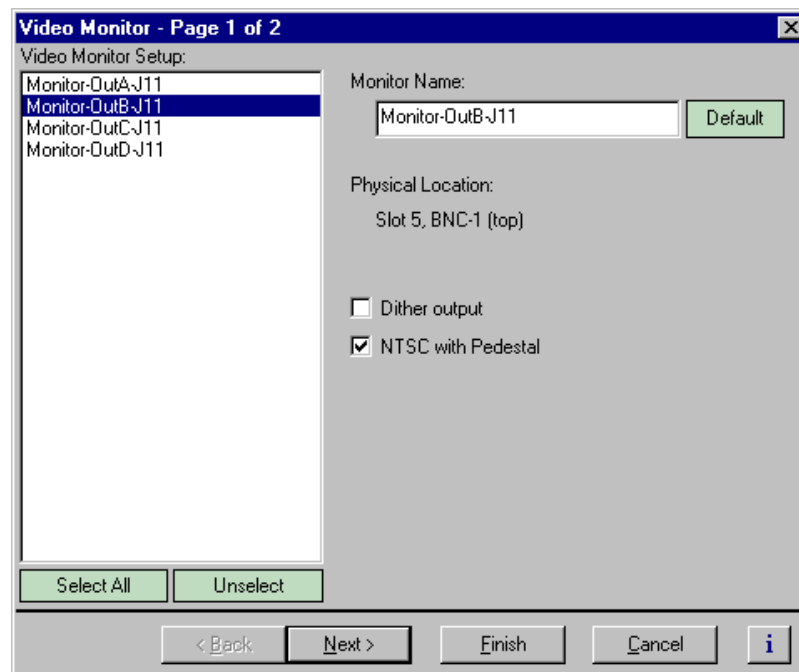 Video Monitor - Page 1 of 2
Video Monitor Setup:
Monitor-OutA-J11
Monitor-OutB-J11
Monitor-OutC-J11
Monitor-OutD-J11
Monitor Name:
Monitor-OutB-J11
Default
Physical Location:
Slot 5, BNC-1 (top)
Dither output
NTSC with Pedestal
Select All
Unselect
< Back
Next >
Finish
Cancel
i